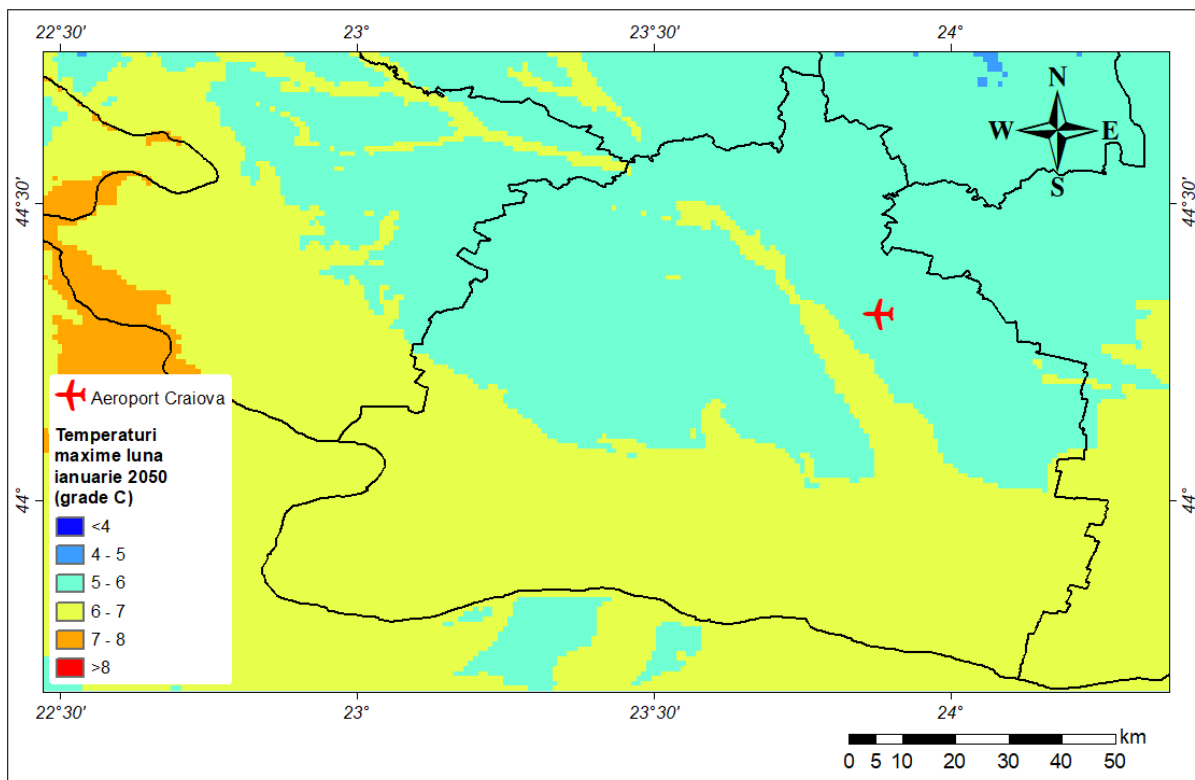 22°30' 23° 23°30' 24°
N
W E
S
44°30' 44°30'
Aeroport Craiova
Temperaturi
maxime luna
ianuarie 2050
(grade C)
<4
4 - 5
5 - 6
6 - 7
7 - 8
>8
44° 44°
22°30' 23° 23°30' 24°
km
0 5 10 20 30 40 50